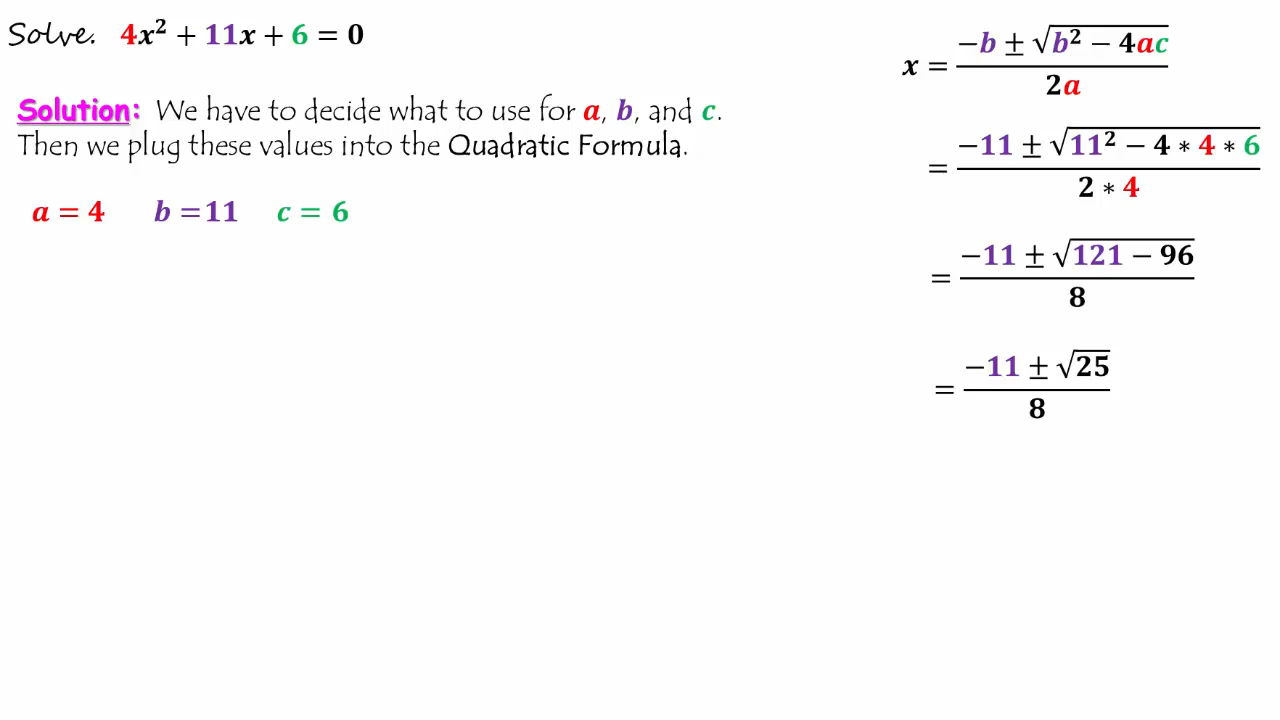 Solve. 4x² + 11x + 6 = 0
Solution: We have to decide what to use for a, b, and c.
Then we plug these values into the Quadratic Formula.
a = 4 b = 11 c = 6
x = (−b ± √(b² − 4ac)) / (2a)
= (−11 ± √(11² − 4 ∗ 4 ∗ 6)) / (2 ∗ 4)
= (−11 ± √(121 − 96)) / 8
= (−11 ± √25) / 8